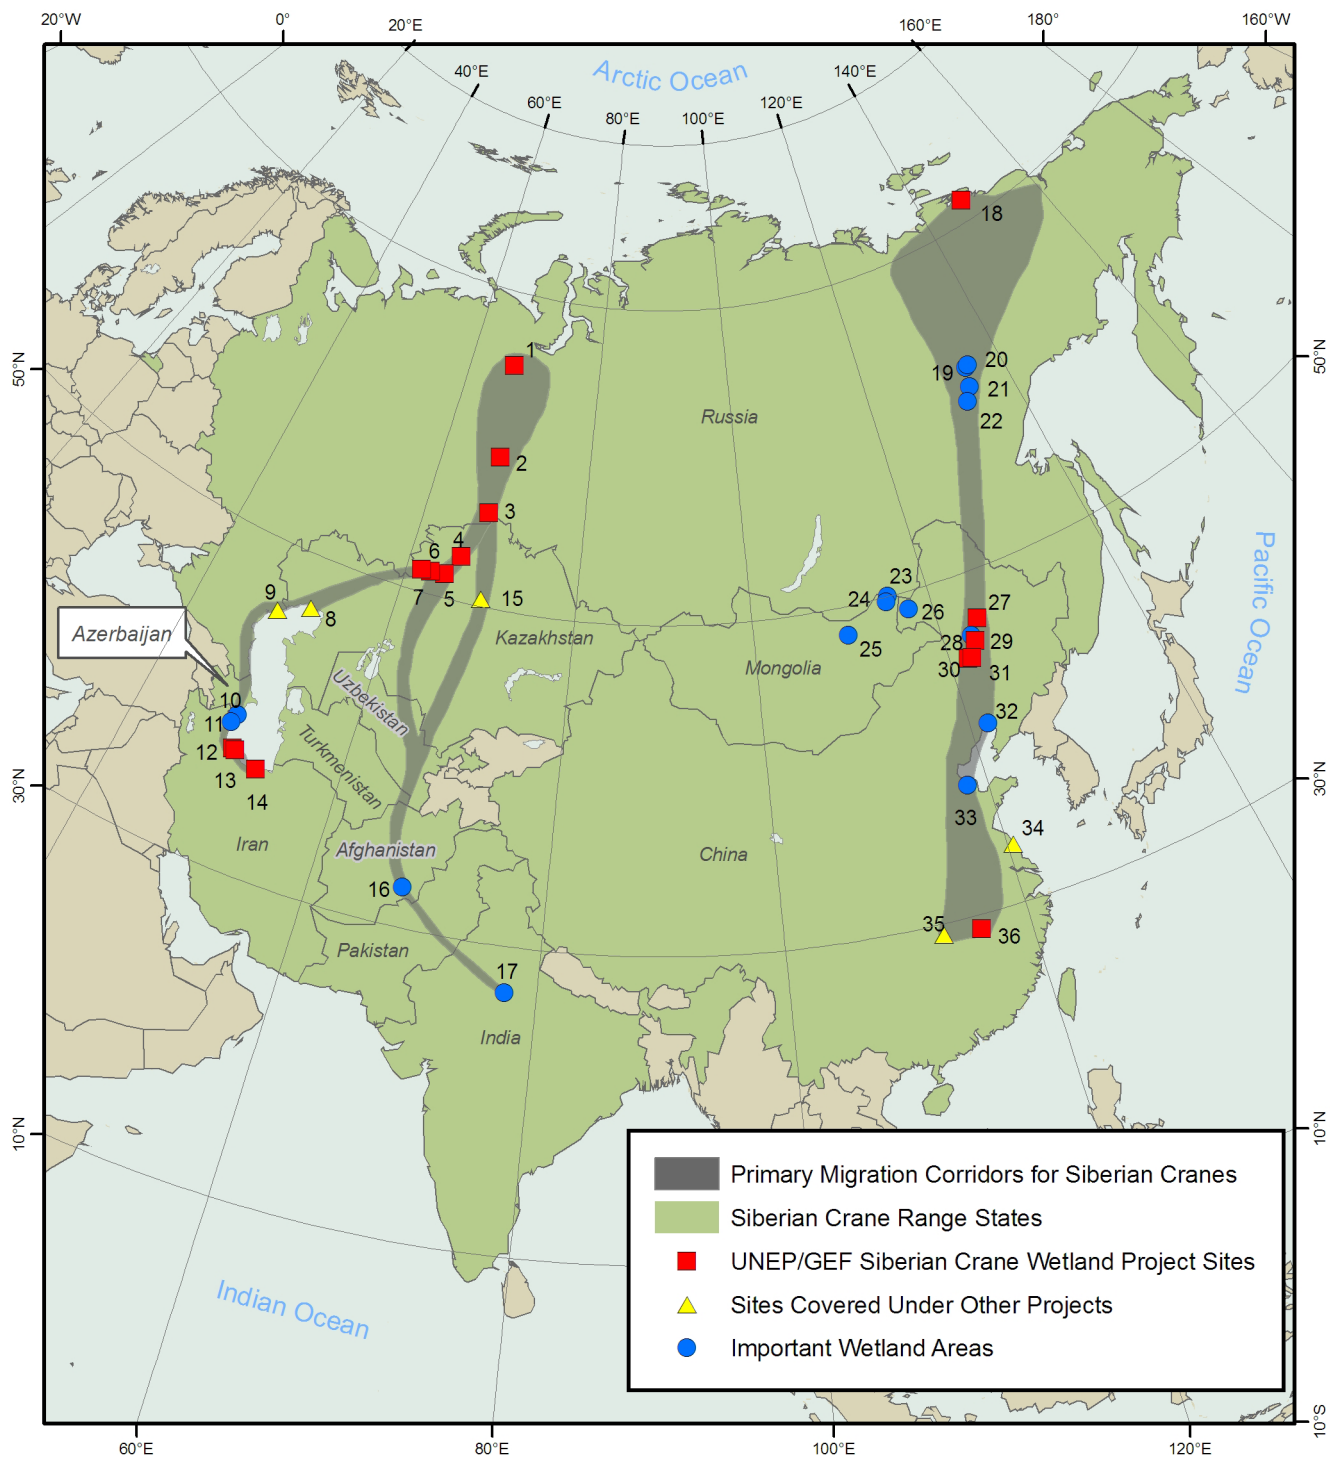 20°W
0°
20°E
160°E
180°
160°W
40°E
60°E
80°E
100°E
120°E
140°E
Arctic Ocean
18
50°N
50°N
1
20
19
21
22
Russia
2
3
4
6
7
5
15
9
8
Kazakhstan
Azerbaijan
23
24
26
25
27
28
29
30
31
Mongolia
Pacific Ocean
Uzbekistan
10
11
12
13
14
32
Turkmenistan
30°N
30°N
33
34
Iran
Afghanistan
China
16
35
36
Pakistan
17
India
10°N
10°N
Primary Migration Corridors for Siberian Cranes
Siberian Crane Range States
UNEP/GEF Siberian Crane Wetland Project Sites
Sites Covered Under Other Projects
Important Wetland Areas
Indian Ocean
10°S
60°E
80°E
100°E
120°E